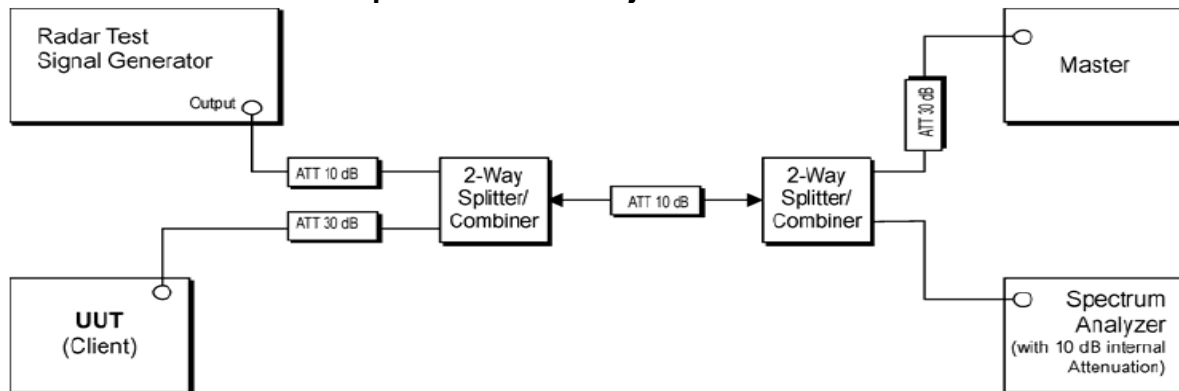 Radar Test
Signal Generator
Output
ATT 10 dB
ATT 30 dB
UUT
(Client)
2-Way
Splitter/
Combiner
ATT 10 dB
2-Way
Splitter/
Combiner
ATT 30 dB
Master
Spectrum
Analyzer
(with 10 dB internal
Attenuation)